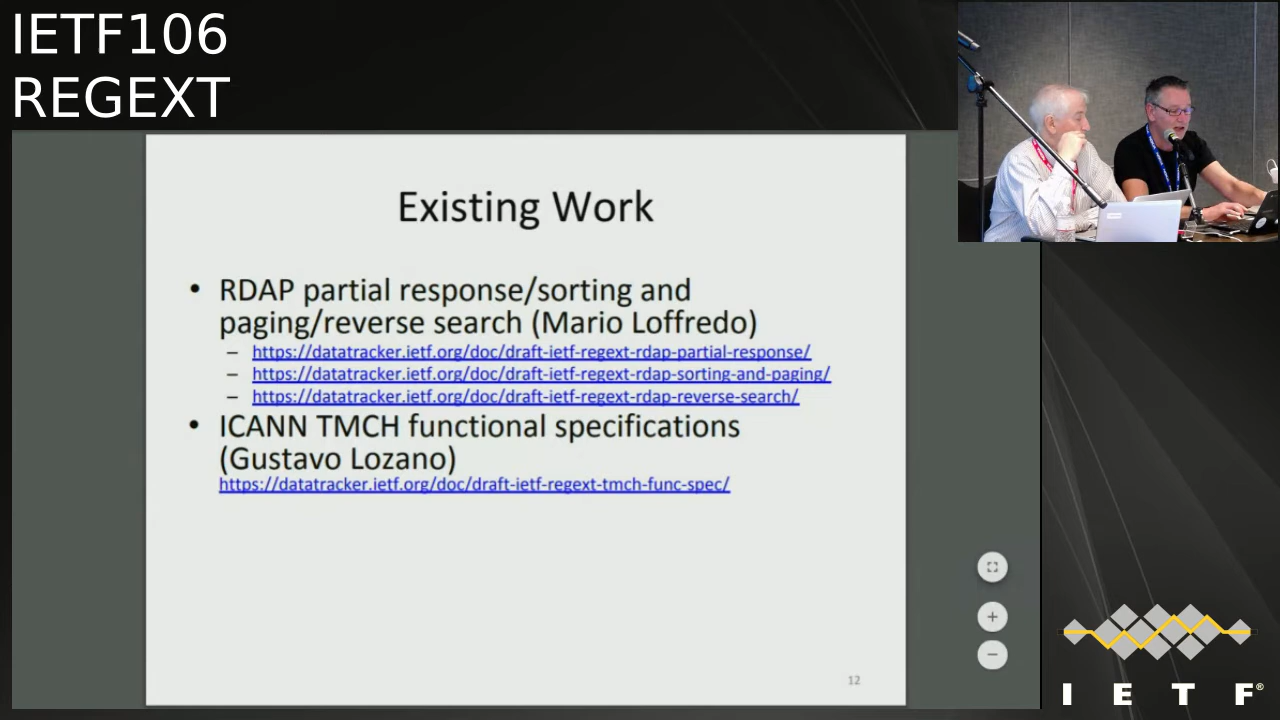 IETF106
REGEXT
Existing Work
• RDAP partial response/sorting and
paging/reverse search (Mario Loffredo)
– https://datatracker.ietf.org/doc/draft-ietf-regext-rdap-partial-response/
– https://datatracker.ietf.org/doc/draft-ietf-regext-rdap-sorting-and-paging/
– https://datatracker.ietf.org/doc/draft-ietf-regext-rdap-reverse-search/
• ICANN TMCH functional specifications
(Gustavo Lozano)
https://datatracker.ietf.org/doc/draft-ietf-regext-tmch-func-spec/
12
I E T F®